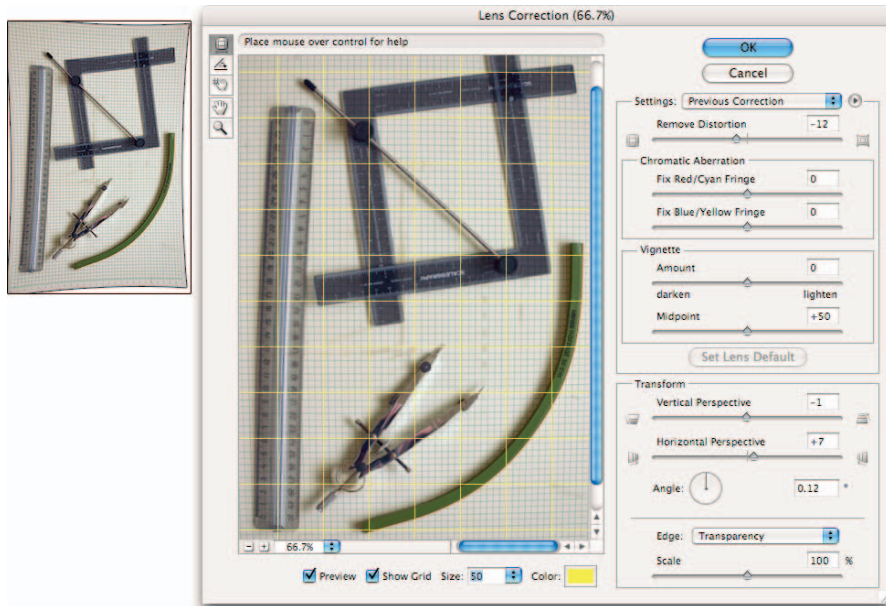 Lens Correction (66.7%)
Place mouse over control for help
OK
Cancel
Settings: Previous Correction
Remove Distortion -12
Chromatic Aberration
Fix Red/Cyan Fringe 0
Fix Blue/Yellow Fringe 0
Vignette
Amount 0
darken lighten
Midpoint +50
Set Lens Default
Transform
Vertical Perspective -1
Horizontal Perspective +7
Angle: 0.12 °
Edge: Transparency
Scale 100 %
66.7%
Preview Show Grid Size: 50 Color: